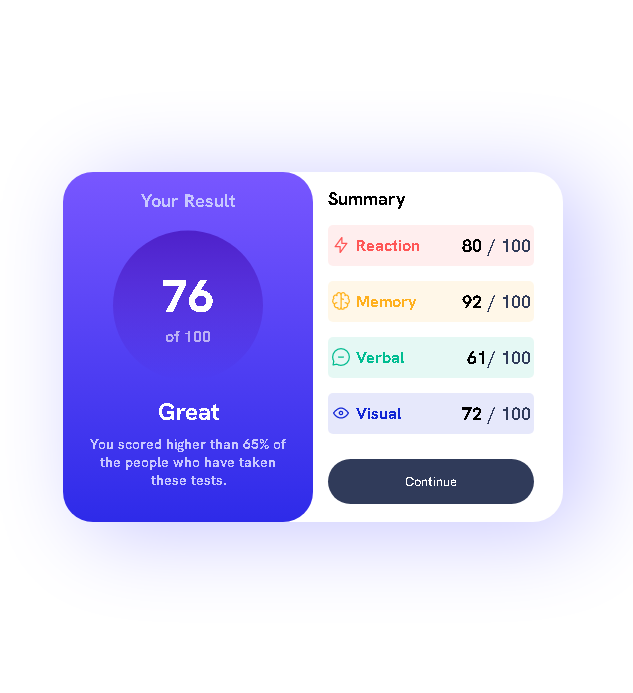 Your Result
76
of 100
Great
You scored higher than 65% of
the people who have taken
these tests.
Summary
Reaction 80 / 100
Memory 92 / 100
Verbal 61/ 100
Visual 72 / 100
Continue